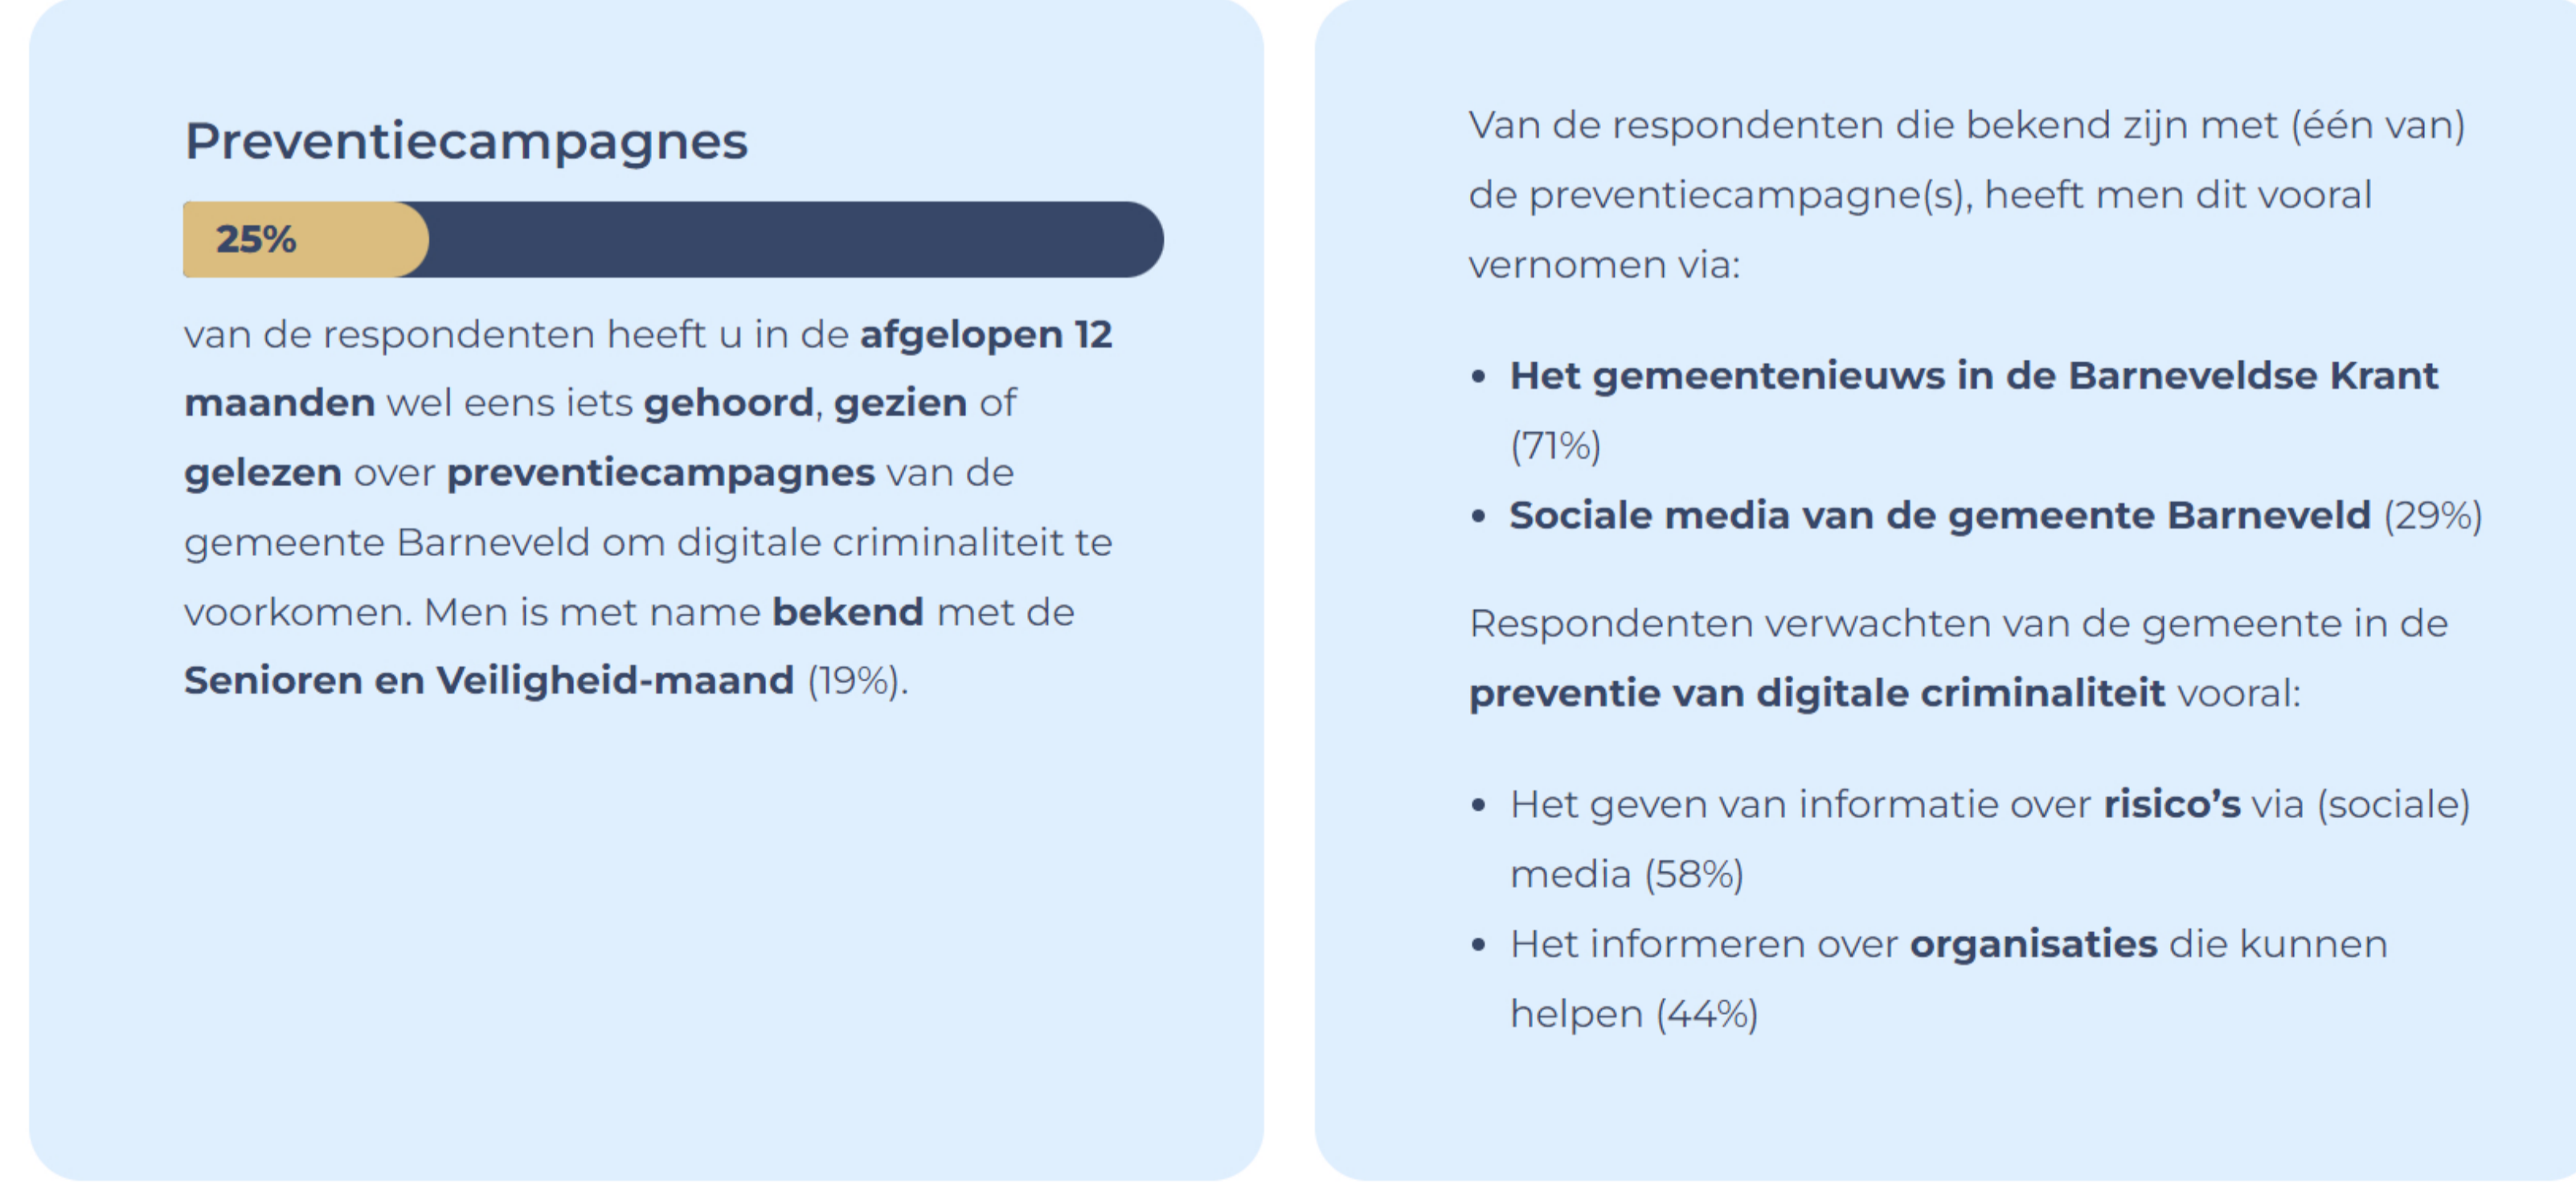 Preventiecampagnes
25%
van de respondenten heeft u in de afgelopen 12
maanden wel eens iets gehoord, gezien of
gelezen over preventiecampagnes van de
gemeente Barneveld om digitale criminaliteit te
voorkomen. Men is met name bekend met de
Senioren en Veiligheid-maand (19%).
Van de respondenten die bekend zijn met (één van)
de preventiecampagne(s), heeft men dit vooral
vernomen via:
• Het gemeentenieuws in de Barneveldse Krant
(71%)
• Sociale media van de gemeente Barneveld (29%)
Respondenten verwachten van de gemeente in de
preventie van digitale criminaliteit vooral:
• Het geven van informatie over risico’s via (sociale)
media (58%)
• Het informeren over organisaties die kunnen
helpen (44%)